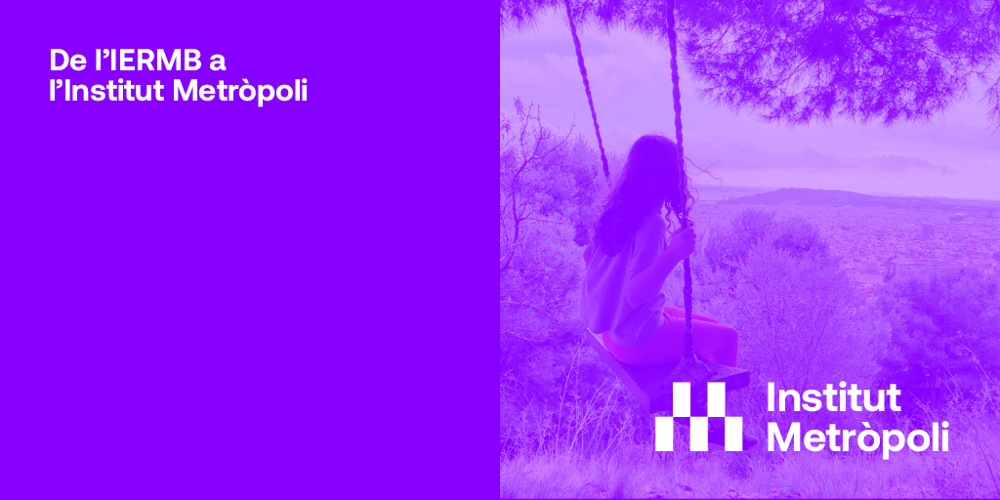 De l’IERMB a
l’Institut Metròpoli
Institut
Metròpoli